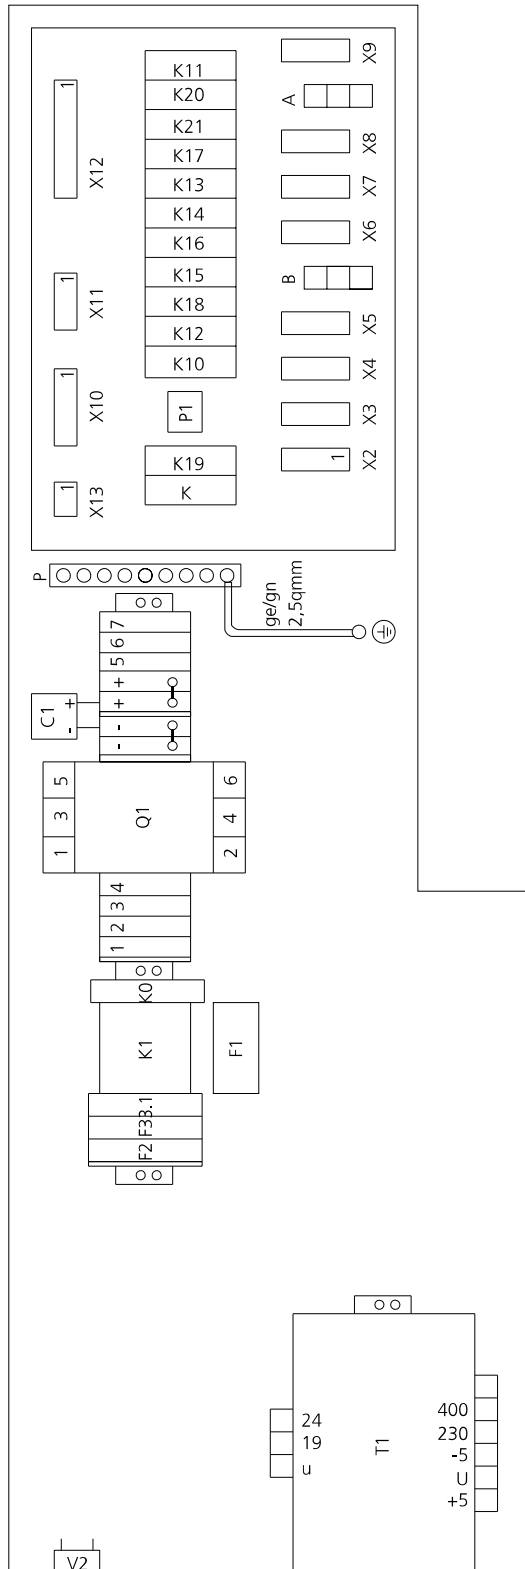 X9
K11
1
K20
A
K21
X8
K17
X12
K13
X7
K14
K16
X6
K15
B
1
K18
X11
K12
X5
K10
X4
1
P1
X10
X3
K19
1
X2
1
K
X13
P
ge/gn
2,5qmm
7
6
5
+
+
-
-
C1
+
-
5
6
3
Q1
4
1
2
4
3
2
1
K0
K1
F1
F3.1
F3
F2
24
400
19
230
T1
-5
u
U
+5
V2